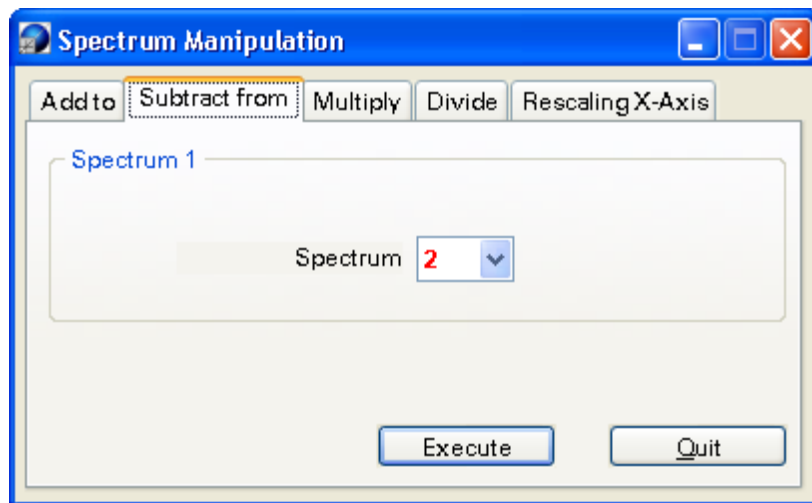 Spectrum Manipulation
Add to Subtract from Multiply Divide Rescaling X-Axis
Spectrum 1
Spectrum 2
Execute Quit